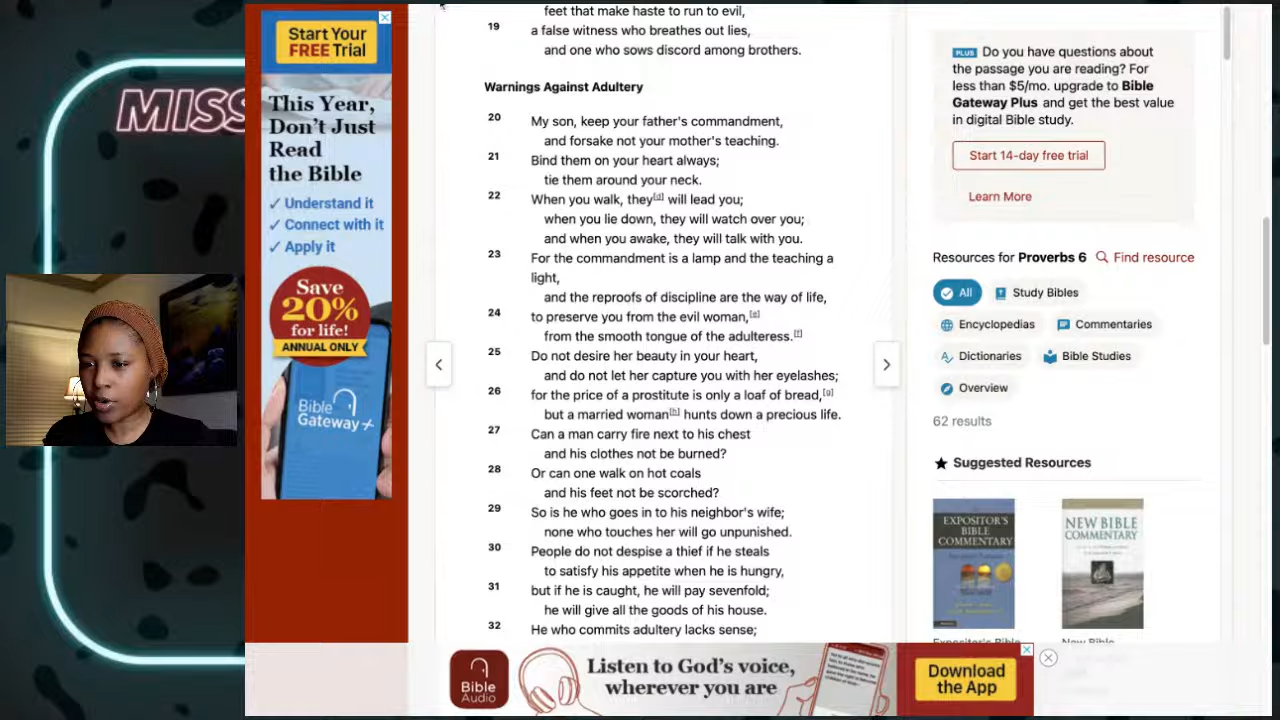 MISS
Start Your
FREE Trial
This Year,
Don't Just
Read
the Bible
✓ Understand it
✓ Connect with it
✓ Apply it
Save
20%
for life!
ANNUAL ONLY
Bible
Gateway+
feet that make haste to run to evil,
19 a false witness who breathes out lies,
and one who sows discord among brothers.
Warnings Against Adultery
20 My son, keep your father's commandment,
and forsake not your mother's teaching.
21 Bind them on your heart always;
tie them around your neck.
22 When you walk, they[d] will lead you;
when you lie down, they will watch over you;
and when you awake, they will talk with you.
23 For the commandment is a lamp and the teaching a
light,
and the reproofs of discipline are the way of life,
24 to preserve you from the evil woman,[e]
from the smooth tongue of the adulteress.[f]
25 Do not desire her beauty in your heart,
and do not let her capture you with her eyelashes;
26 for the price of a prostitute is only a loaf of bread,[g]
but a married woman[h] hunts down a precious life.
27 Can a man carry fire next to his chest
and his clothes not be burned?
28 Or can one walk on hot coals
and his feet not be scorched?
29 So is he who goes in to his neighbor's wife;
none who touches her will go unpunished.
30 People do not despise a thief if he steals
to satisfy his appetite when he is hungry,
31 but if he is caught, he will pay sevenfold;
he will give all the goods of his house.
32 He who commits adultery lacks sense;
PLUS Do you have questions about
the passage you are reading? For
less than $5/mo. upgrade to Bible
Gateway Plus and get the best value
in digital Bible study.
Start 14-day free trial
Learn More
Resources for Proverbs 6 Find resource
All Study Bibles
Encyclopedias Commentaries
Dictionaries Bible Studies
Overview
62 results
★ Suggested Resources
EXPOSITOR'S
BIBLE
COMMENTARY
NEW BIBLE
COMMENTARY
Expositor's Bible
New Bible
Bible
Audio
Listen to God's voice,
wherever you are
Download
the App